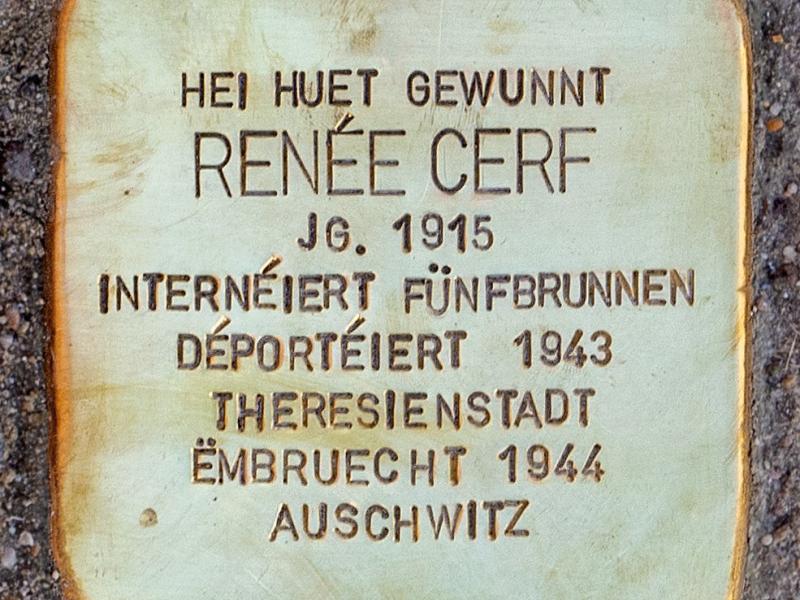 HEI HUET GEWUNNT
RENÉE CERF
JG. 1915
INTERNÉIERT FÜNFBRUNNEN
DÉPORTÉIERT 1943
THERESIENSTADT
ËMBRUECHT 1944
AUSCHWITZ